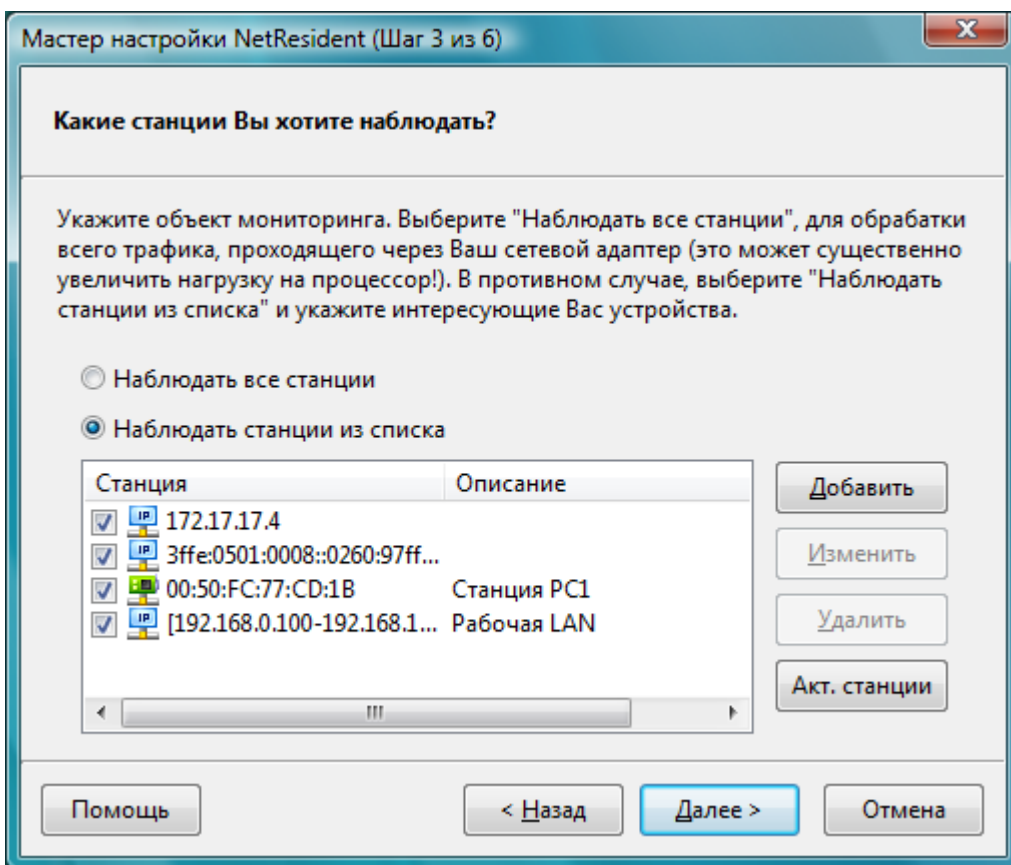 Мастер настройки NetResident (Шаг 3 из 6)
Какие станции Вы хотите наблюдать?
Укажите объект мониторинга. Выберите "Наблюдать все станции", для обрабатки
всего трафика, проходящего через Ваш сетевой адаптер (это может существенно
увеличить нагрузку на процессор!). В противном случае, выберите "Наблюдать
станции из списка" и укажите интересующие Вас устройства.
Наблюдать все станции
Наблюдать станции из списка
Станция Описание
IP 172.17.17.4
IP 3ffe:0501:0008::0260:97ff...
00:50:FC:77:CD:1B Станция PC1
IP [192.168.0.100-192.168.1... Рабочая LAN
Добавить
Изменить
Удалить
Акт. станции
Помощь
< Назад
Далее >
Отмена